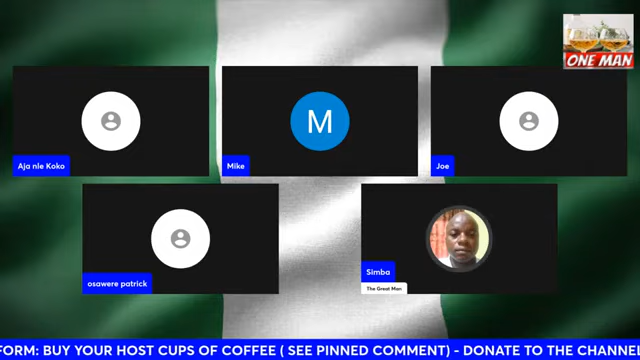 ONE MAN
Aja nle Koko
M
Mike
Joe
osawere patrick
Simba
The Great Man
FORM: BUY YOUR HOST CUPS OF COFFEE ( SEE PINNED COMMENT) - DONATE TO THE CHANNEL